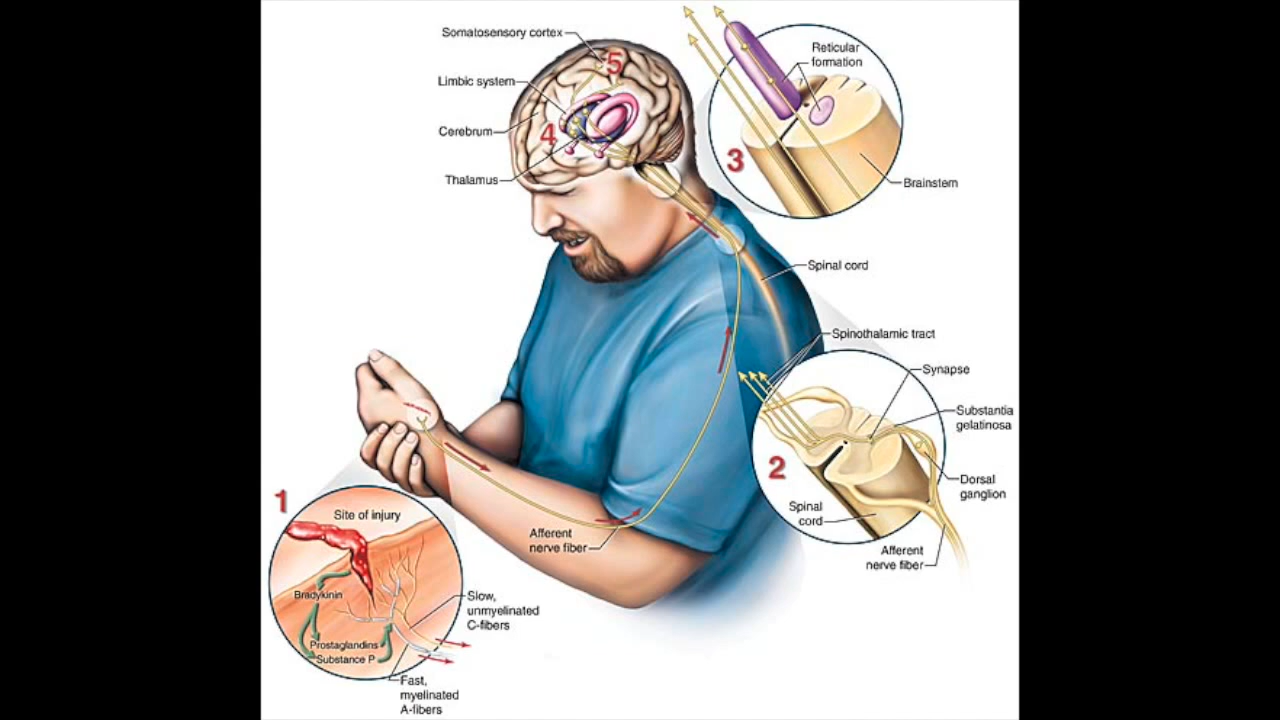 Somatosensory cortex
5
Limbic system
Cerebrum
4
Thalamus
Reticular
formation
3
Brainstem
Spinal cord
Spinothalamic tract
Synapse
Substantia
gelatinosa
2
Dorsal
ganglion
Spinal
cord
Afferent
nerve fiber
Afferent
nerve fiber
1
Site of injury
Bradykinin
Prostaglandins
Substance P
Slow,
unmyelinated
C-fibers
Fast,
myelinated
A-fibers